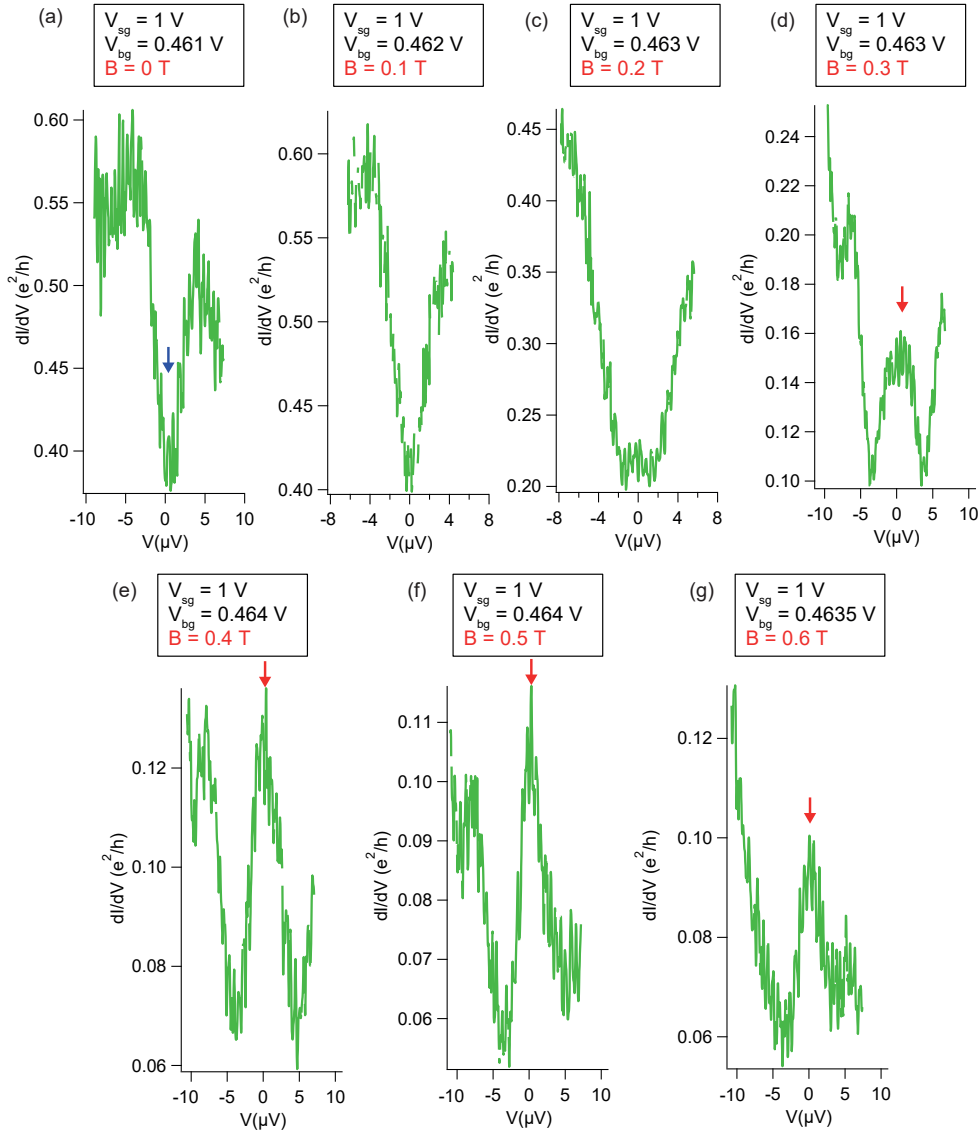 (a)
V_sg = 1 V
V_bg = 0.461 V
B = 0 T
dI/dV (e²/h)
0.60
0.55
0.50
0.45
0.40
-10
-5
0
5
10
V(µV)
(b)
V_sg = 1 V
V_bg = 0.462 V
B = 0.1 T
dI/dV (e²/h)
0.60
0.55
0.50
0.45
0.40
-8
-4
0
4
8
V(µV)
(c)
V_sg = 1 V
V_bg = 0.463 V
B = 0.2 T
dI/dV (e²/h)
0.45
0.40
0.35
0.30
0.25
0.20
-8
-4
0
4
8
V(µV)
(d)
V_sg = 1 V
V_bg = 0.463 V
B = 0.3 T
dI/dV (e²/h)
0.24
0.22
0.20
0.18
0.16
0.14
0.12
0.10
-10
-5
0
5
10
V(µV)
(e)
V_sg = 1 V
V_bg = 0.464 V
B = 0.4 T
dI/dV (e²/h)
0.12
0.10
0.08
0.06
-10
-5
0
5
10
V(µV)
(f)
V_sg = 1 V
V_bg = 0.464 V
B = 0.5 T
dI/dV (e²/h)
0.11
0.10
0.09
0.08
0.07
0.06
-10
-5
0
5
10
V(µV)
(g)
V_sg = 1 V
V_bg = 0.4635 V
B = 0.6 T
dI/dV (e²/h)
0.12
0.10
0.08
0.06
-10
-5
0
5
10
V(µV)